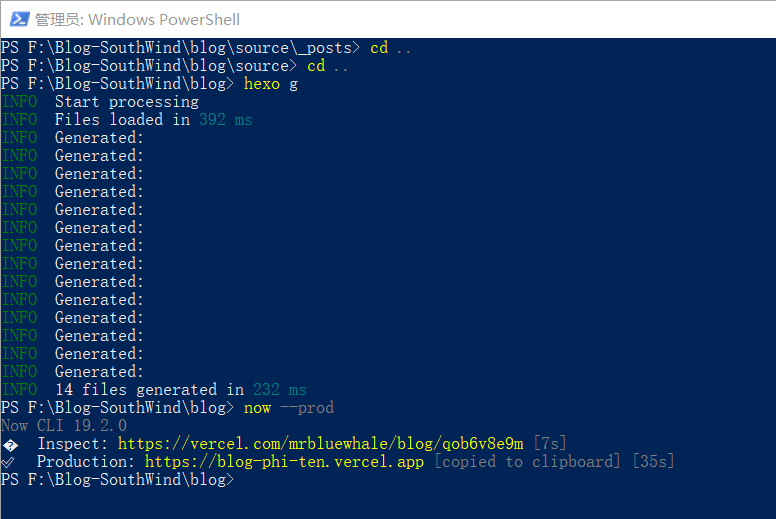 管理员: Windows PowerShell
PS F:\Blog-SouthWind\blog\source\_posts> cd ..
PS F:\Blog-SouthWind\blog\source> cd ..
PS F:\Blog-SouthWind\blog> hexo g
INFO  Start processing
INFO  Files loaded in 392 ms
INFO  Generated:
INFO  Generated:
INFO  Generated:
INFO  Generated:
INFO  Generated:
INFO  Generated:
INFO  Generated:
INFO  Generated:
INFO  Generated:
INFO  Generated:
INFO  Generated:
INFO  Generated:
INFO  Generated:
INFO  Generated:
INFO  14 files generated in 232 ms
PS F:\Blog-SouthWind\blog> now --prod
Now CLI 19.2.0
�  Inspect: https://vercel.com/mrbluewhale/blog/qob6v8e9m [7s]
✅  Production: https://blog-phi-ten.vercel.app [copied to clipboard] [35s]
PS F:\Blog-SouthWind\blog>